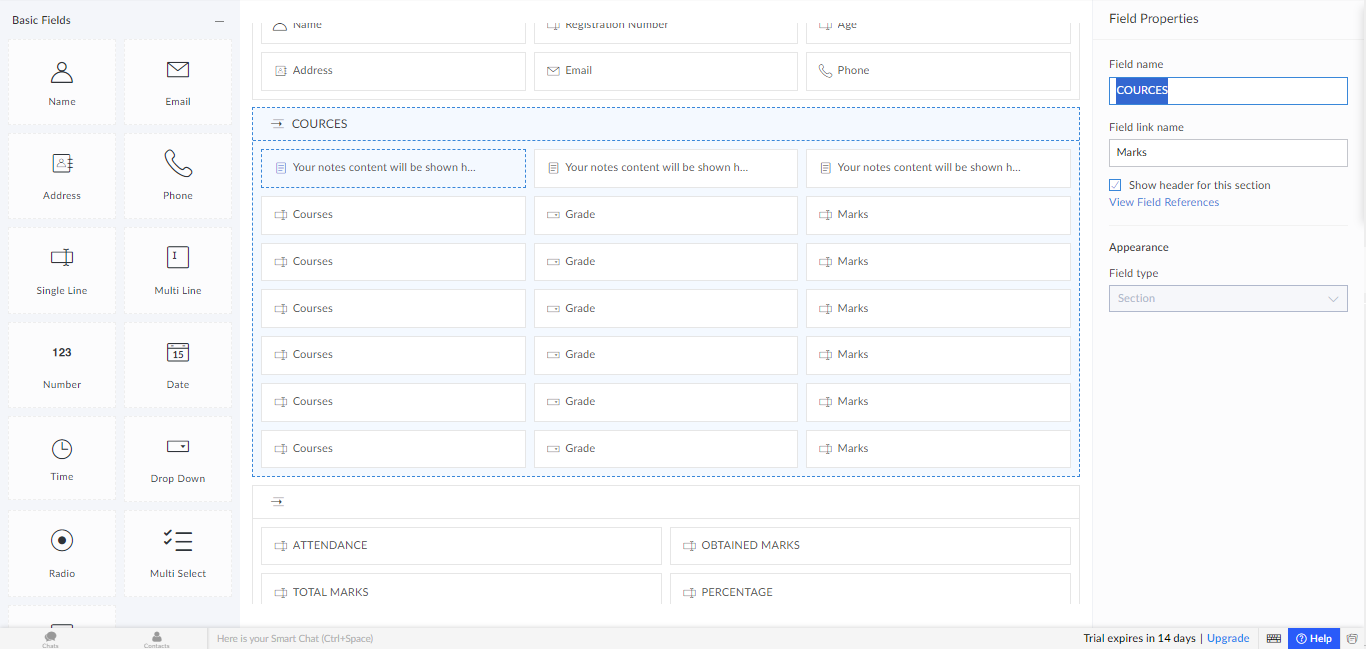 Basic Fields
Name
Email
Address
Phone
Single Line
Multi Line
123
Number
15
Date
Time
Drop Down
Radio
Multi Select
Name
Registration Number
Age
Address
Email
Phone
COURCES
Your notes content will be shown h...
Your notes content will be shown h...
Your notes content will be shown h...
Courses
Grade
Marks
Courses
Grade
Marks
Courses
Grade
Marks
Courses
Grade
Marks
Courses
Grade
Marks
Courses
Grade
Marks
ATTENDANCE
OBTAINED MARKS
TOTAL MARKS
PERCENTAGE
Field Properties
Field name
COURCES
Field link name
Marks
Show header for this section
View Field References
Appearance
Field type
Section
Chats
Contacts
Here is your Smart Chat (Ctrl+Space)
Trial expires in 14 days | Upgrade
Help